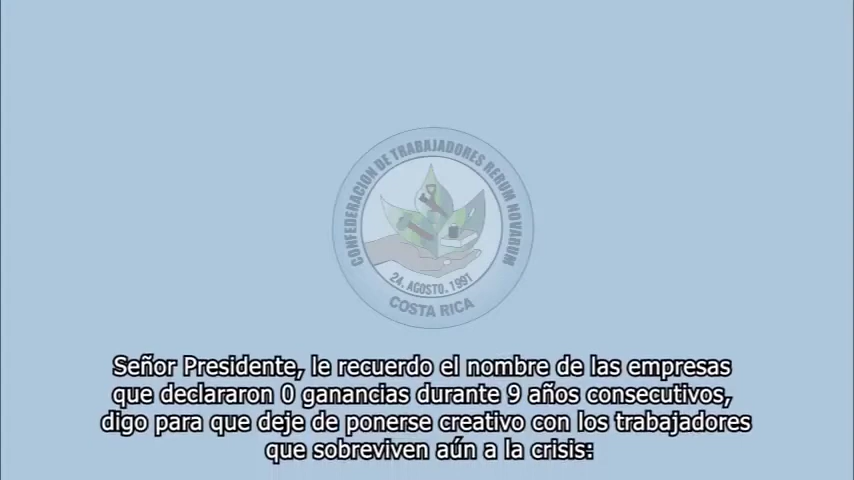 CONFEDERACION DE TRABAJADORES RERUM NOVARUM
24. AGOSTO. 1991
COSTA RICA
Señor Presidente, le recuerdo el nombre de las empresas
que declararon 0 ganancias durante 9 años consecutivos,
digo para que deje de ponerse creativo con los trabajadores
que sobreviven aún a la crisis: